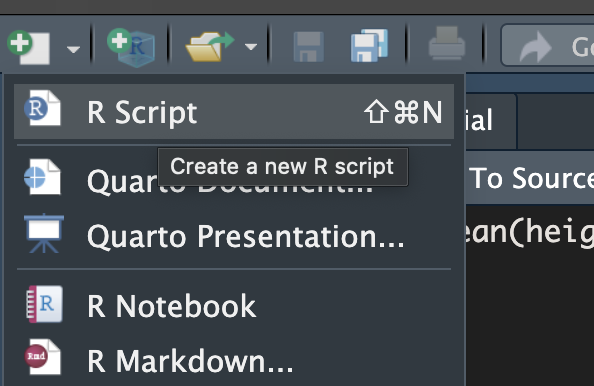 Go
R Script ⇧⌘N
ial
Create a new R script
Quarto Document...
To Source
Quarto Presentation...
ean(heig
R Notebook
R Markdown...